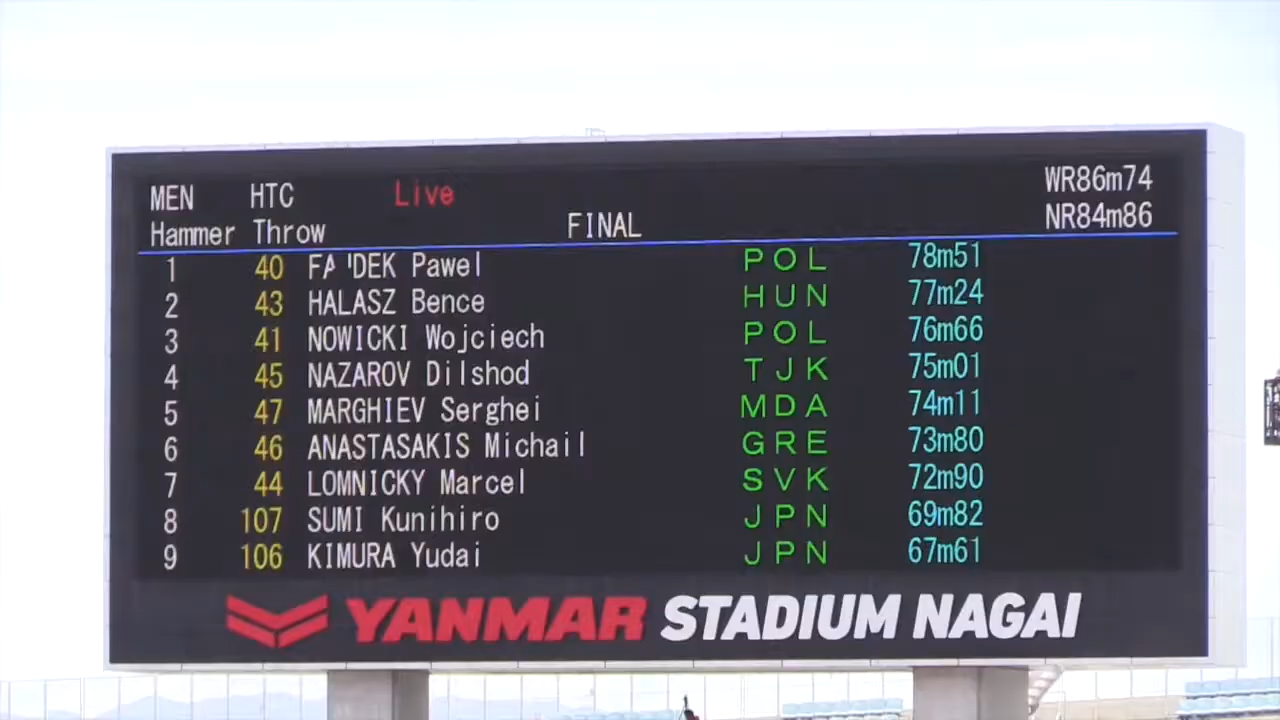 MEN HTC Live WR86m74
Hammer Throw FINAL NR84m86
1 40 Pawel POL 78m51
2 43 HALASZ Bence HUN 77m24
3 41 NOWICKI Wojciech POL 76m66
4 45 NAZAROV Dilshod TJK 75m01
5 47 MARGHIEV Serghei MDA 74m11
6 46 ANASTASAKIS Michail GRE 73m80
7 44 LOMNICKY Marcel SVK 72m90
8 107 SUMI Kunihiro JPN 69m82
9 106 KIMURA Yudai JPN 67m61
YANMAR STADIUM NAGAI